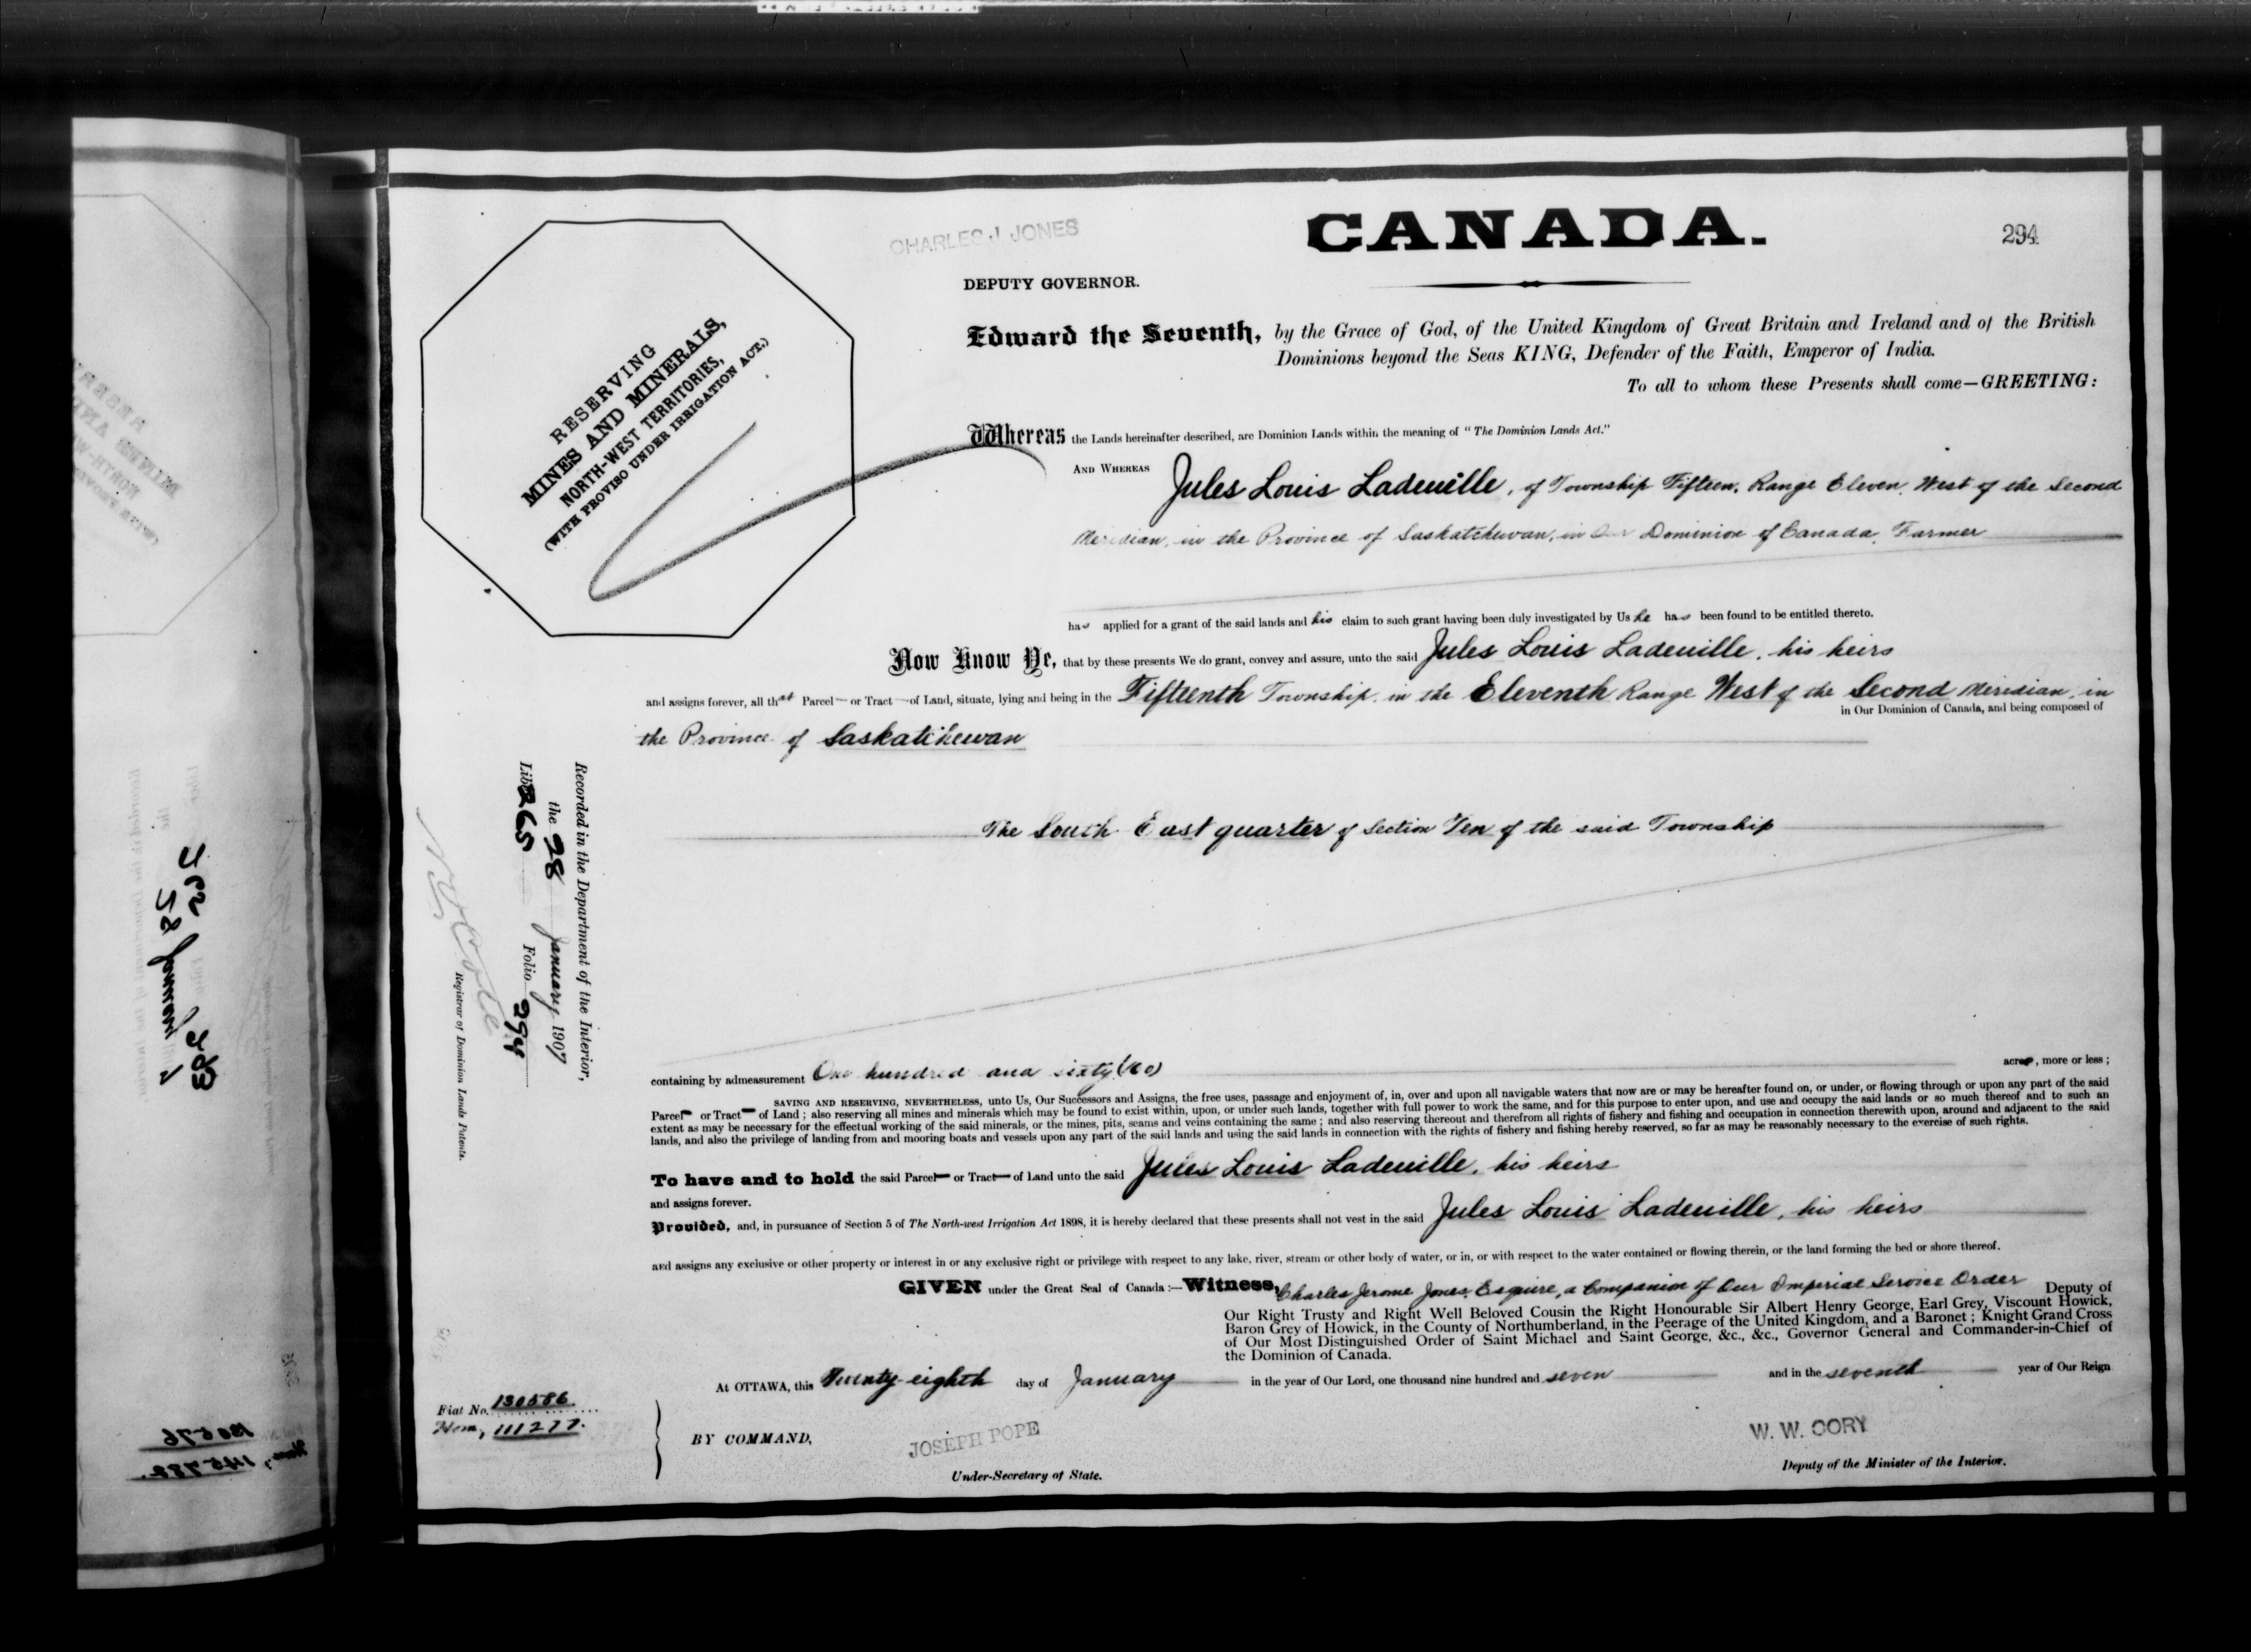 CHARLES J JONES
CANADA.
294
DEPUTY GOVERNOR.
RESERVING
MINES AND MINERALS,
NORTH-WEST TERRITORIES,
(WITH PROVISO UNDER IRRIGATION ACT.)
Edward the Seventh, by the Grace of God, of the United Kingdom of Great Britain and Ireland and of the British
Dominions beyond the Seas KING, Defender of the Faith, Emperor of India.
To all to whom these Presents shall come—GREETING:
Whereas the Lands hereinafter described, are Dominion Lands within the meaning of "The Dominion Lands Act."
AND WHEREAS Jules Louis Ladeuille, of Township Fifteen, Range Eleven, West of the Second
Meridian, in the Province of Saskatchewan, in Our Dominion of Canada, Farmer
has applied for a grant of the said lands and his claim to such grant having been duly investigated by Us he has been found to be entitled thereto.
Now Know Ye, that by these presents We do grant, convey and assure, unto the said Jules Louis Ladeuille, his heirs
and assigns forever, all that Parcel or Tract of Land, situate, lying and being in the Fifteenth Township, in the Eleventh Range West of the Second Meridian, in
in Our Dominion of Canada, and being composed of
the Province of Saskatchewan
The South East quarter of Section Ten of the said Township
Recorded in the Department of the Interior,
the 28 January 1907
Liber 265 Folio 294
Registrar of Dominion Lands Patents.
containing by admeasurement One hundred and sixty (160) acres, more or less;
SAVING AND RESERVING, NEVERTHELESS, unto Us, Our Successors and Assigns, the free uses, passage and enjoyment of, in, over and upon all navigable waters that now are or may be hereafter found on, or under, or flowing through or upon any part of the said
Parcel or Tract of Land; also reserving all mines and minerals which may be found to exist within, upon, or under such lands, together with full power to work the same, and for this purpose to enter upon, and use and occupy the said lands or so much thereof and to such an
extent as may be necessary for the effectual working of the said minerals, or the mines, pits, seams and veins containing the same; and also reserving thereout and therefrom all rights of fishery and fishing and occupation in connection therewith upon, around and adjacent to the said
lands, and also the privilege of landing from and mooring boats and vessels upon any part of the said lands and using the said lands in connection with the rights of fishery and fishing hereby reserved, so far as may be reasonably necessary to the exercise of such rights.
To have and to hold the said Parcel or Tract of Land unto the said Jules Louis Ladeuille, his heirs
and assigns forever.
Provided, and, in pursuance of Section 5 of The North-west Irrigation Act 1898, it is hereby declared that these presents shall not vest in the said Jules Louis Ladeuille, his heirs
and assigns any exclusive or other property or interest in or any exclusive right or privilege with respect to any lake, river, stream or other body of water, or in, or with respect to the water contained or flowing therein, or the land forming the bed or shore thereof.
GIVEN under the Great Seal of Canada:—Witness, Charles Jerome Jones, Esquire, a Companion of Our Imperial Service Order Deputy of
Our Right Trusty and Right Well Beloved Cousin the Right Honourable Sir Albert Henry George, Earl Grey, Viscount Howick,
Baron Grey of Howick, in the County of Northumberland, in the Peerage of the United Kingdom, and a Baronet; Knight Grand Cross
of Our Most Distinguished Order of Saint Michael and Saint George, &c., &c., Governor General and Commander-in-Chief of
the Dominion of Canada.
At OTTAWA, this Twenty-eighth day of January in the year of Our Lord, one thousand nine hundred and seven and in the seventh year of Our Reign
Fiat No. 130586.
Hom, 111277.
BY COMMAND,
JOSEPH POPE
Under-Secretary of State.
W. W. CORY
Deputy of the Minister of the Interior.